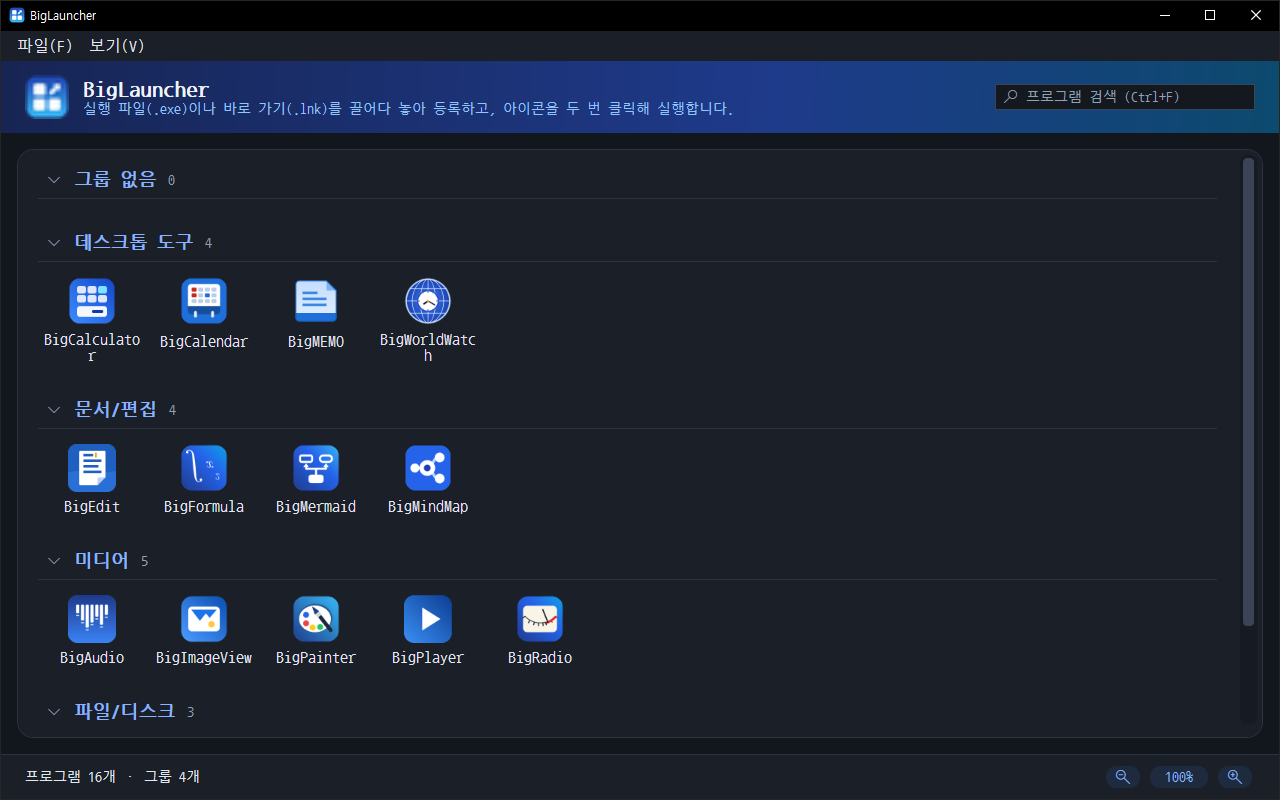 BigLauncher
파일(F) 보기(V)
BigLauncher
실행 파일(.exe)이나 바로 가기(.lnk)를 끌어다 놓아 등록하고, 아이콘을 두 번 클릭해 실행합니다.
프로그램 검색 (Ctrl+F)
그룹 없음 0
데스크톱 도구 4
BigCalculato
r
BigCalendar
BigMEMO
BigWorldWatc
h
문서/편집 4
BigEdit
BigFormula
BigMermaid
BigMindMap
미디어 5
BigAudio
BigImageView
BigPainter
BigPlayer
BigRadio
파일/디스크 3
프로그램 16개 · 그룹 4개
100%